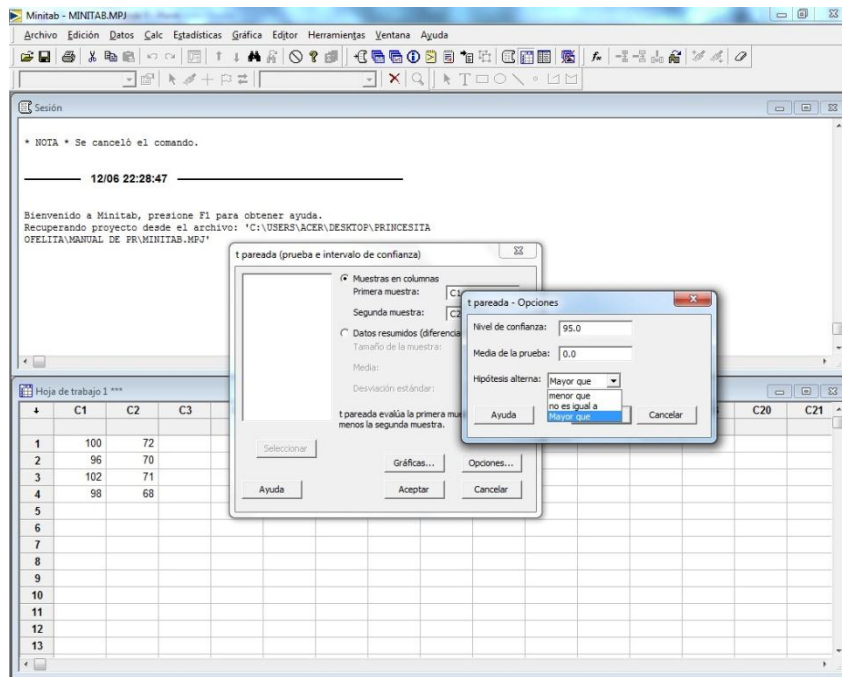 Minitab - MINITAB.MPJ
Archivo Edición Datos Calc Estadísticas Gráfica Editor Herramientas Ventana Ayuda
Sesión
* NOTA * Se canceló el comando.
12/06 22:28:47
Bienvenido a Minitab, presione F1 para obtener ayuda.
Recuperando proyecto desde el archivo: 'C:\USERS\ACER\DESKTOP\PRINCESITA
OFELITA\MANUAL DE PR\MINITAB.MPJ'
t pareada (prueba e intervalo de confianza)
Muestras en columnas
Primera muestra: C1
Segunda muestra: C2
Datos resumidos (diferencia
Tamaño de la muestra:
Media:
Desviación estándar:
t pareada evalúa la primera mue
menos la segunda muestra.
Seleccionar
Gráficas... Opciones...
Ayuda Aceptar Cancelar
t pareada - Opciones
Nivel de confianza: 95.0
Media de la prueba: 0.0
Hipótesis alterna: Mayor que
menor que
no es igual a
Mayor que
Ayuda Cancelar
Hoja de trabajo 1 ***
C1 C2 C3 C20 C21
1 100 72
2 96 70
3 102 71
4 98 68
5
6
7
8
9
10
11
12
13